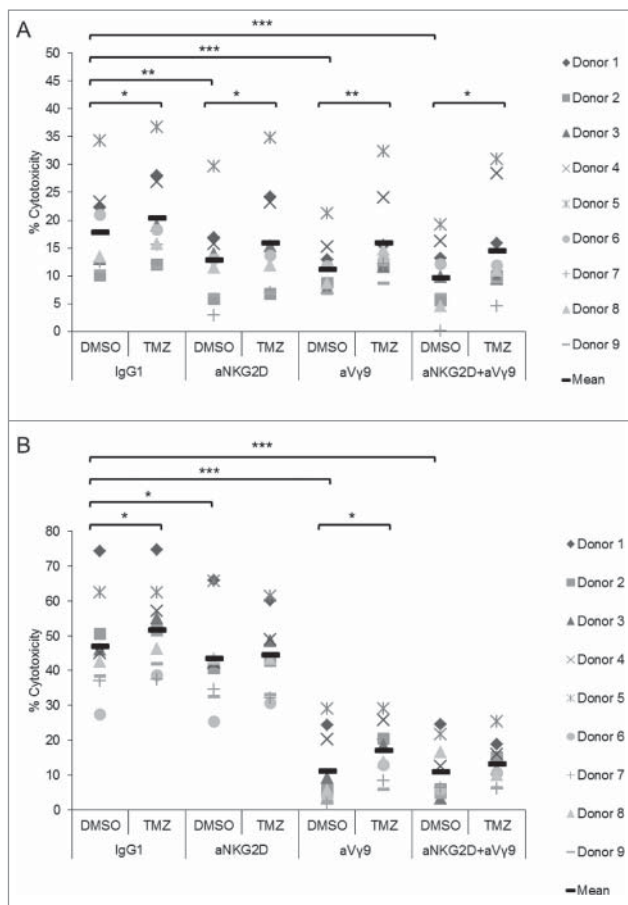 A
***
***
**
*
*
**
*
50
45
40
35
30
25
20
15
10
5
0
% Cytotoxicity
DMSO TMZ DMSO TMZ DMSO TMZ DMSO TMZ
IgG1 aNKG2D aVγ9 aNKG2D+aVγ9
Donor 1
Donor 2
Donor 3
Donor 4
Donor 5
Donor 6
Donor 7
Donor 8
Donor 9
Mean
B
***
***
*
*
*
80
70
60
50
40
30
20
10
0
% Cytotoxicity
DMSO TMZ DMSO TMZ DMSO TMZ DMSO TMZ
IgG1 aNKG2D aVγ9 aNKG2D+aVγ9
Donor 1
Donor 2
Donor 3
Donor 4
Donor 5
Donor 6
Donor 7
Donor 8
Donor 9
Mean